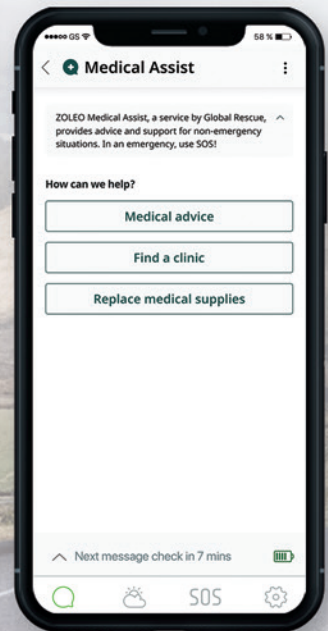 GS
58 %
Medical Assist
ZOLEO Medical Assist, a service by Global Rescue,
provides advice and support for non-emergency
situations. In an emergency, use SOS!
How can we help?
Medical advice
Find a clinic
Replace medical supplies
Next message check in 7 mins
SOS